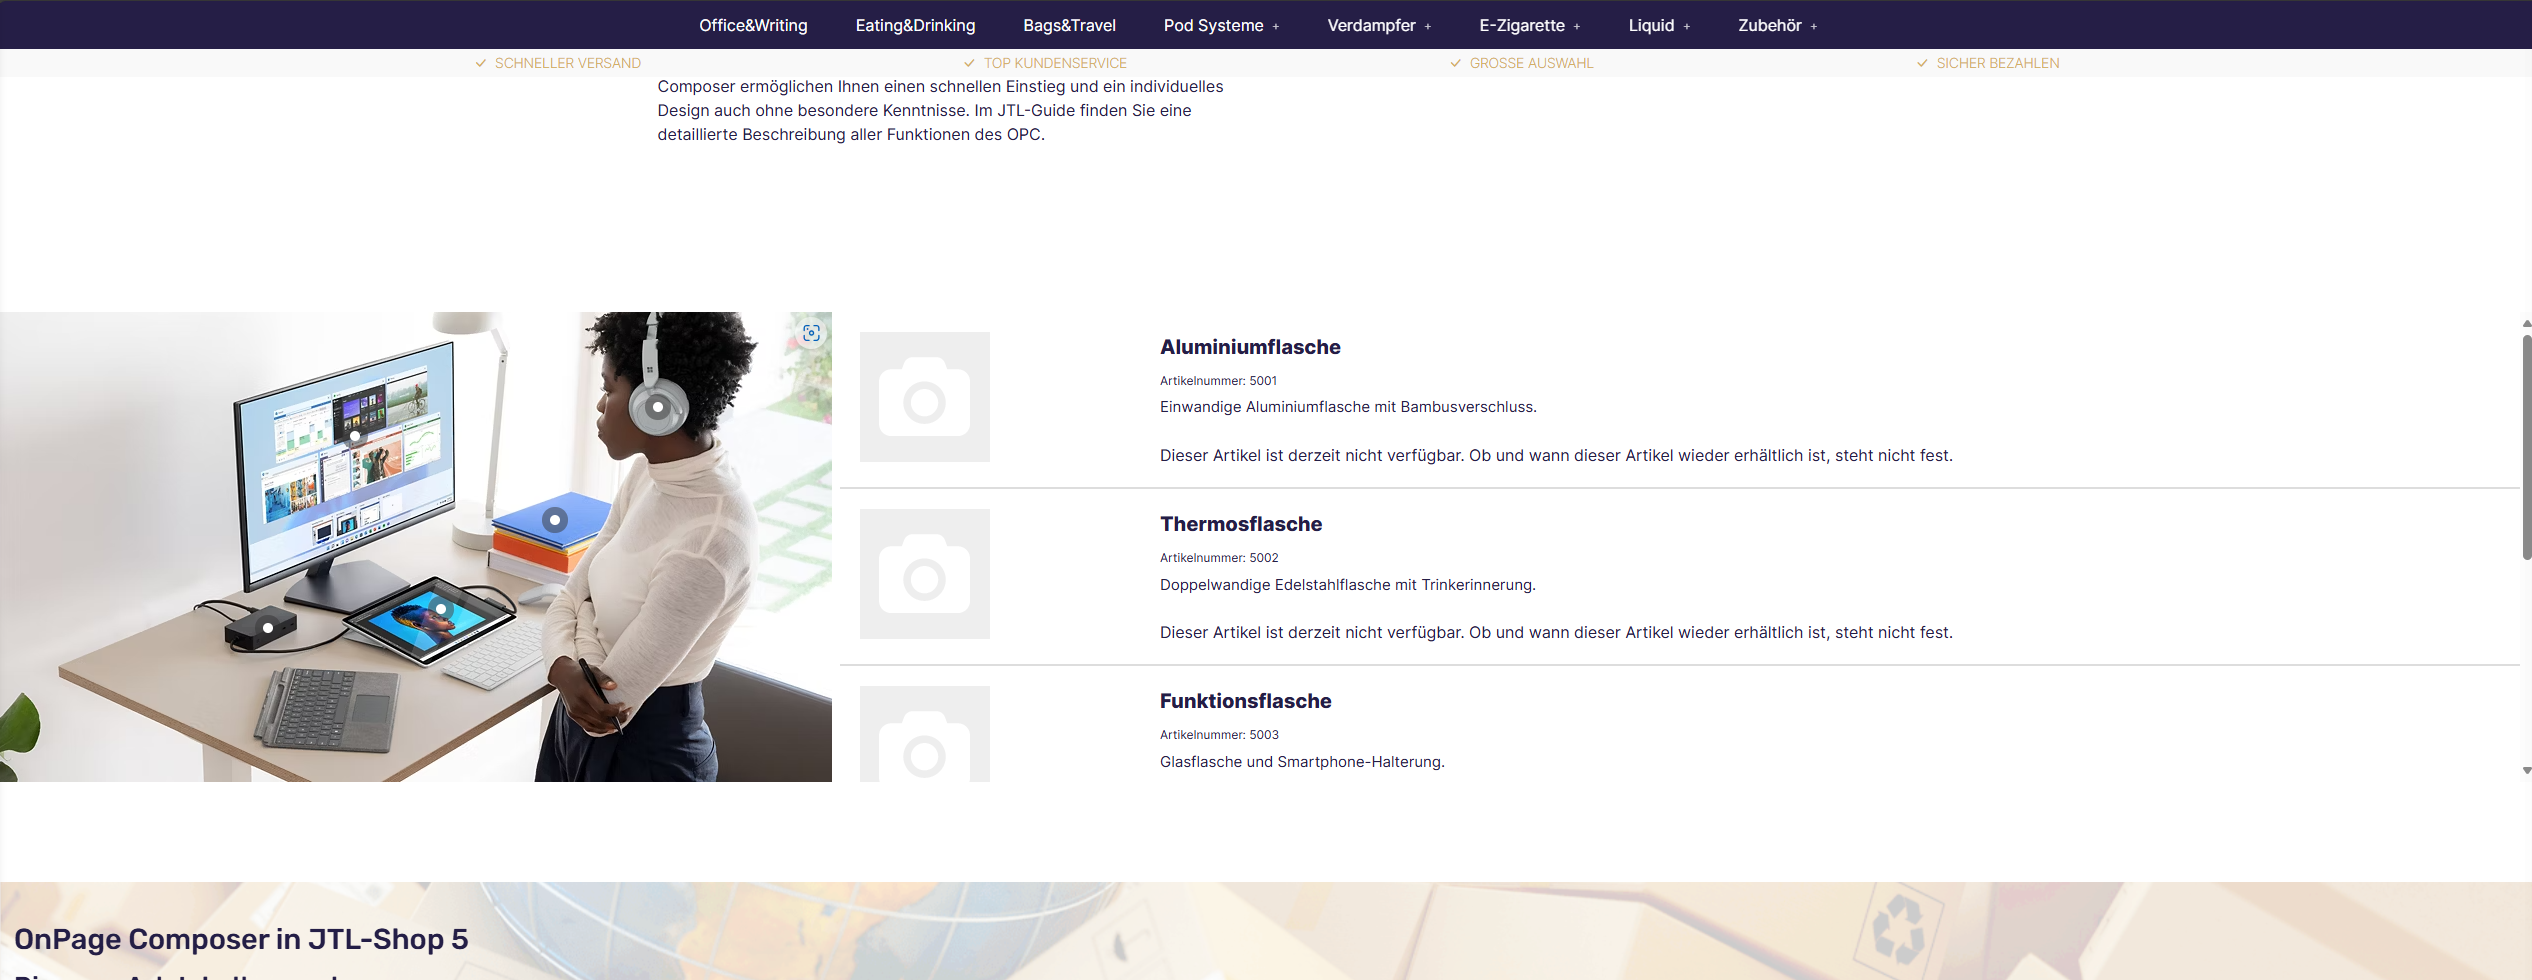 Office&Writing
Eating&Drinking
Bags&Travel
Pod Systeme +
Verdampfer +
E-Zigarette +
Liquid +
Zubehör +
SCHNELLER VERSAND
TOP KUNDENSERVICE
GROSSE AUSWAHL
SICHER BEZAHLEN
Composer ermöglichen Ihnen einen schnellen Einstieg und ein individuelles
Design auch ohne besondere Kenntnisse. Im JTL-Guide finden Sie eine
detaillierte Beschreibung aller Funktionen des OPC.
Aluminiumflasche
Artikelnummer: 5001
Einwandige Aluminiumflasche mit Bambusverschluss.
Dieser Artikel ist derzeit nicht verfügbar. Ob und wann dieser Artikel wieder erhältlich ist, steht nicht fest.
Thermosflasche
Artikelnummer: 5002
Doppelwandige Edelstahlflasche mit Trinkerinnerung.
Dieser Artikel ist derzeit nicht verfügbar. Ob und wann dieser Artikel wieder erhältlich ist, steht nicht fest.
Funktionsflasche
Artikelnummer: 5003
Glasflasche und Smartphone-Halterung.
OnPage Composer in JTL-Shop 5